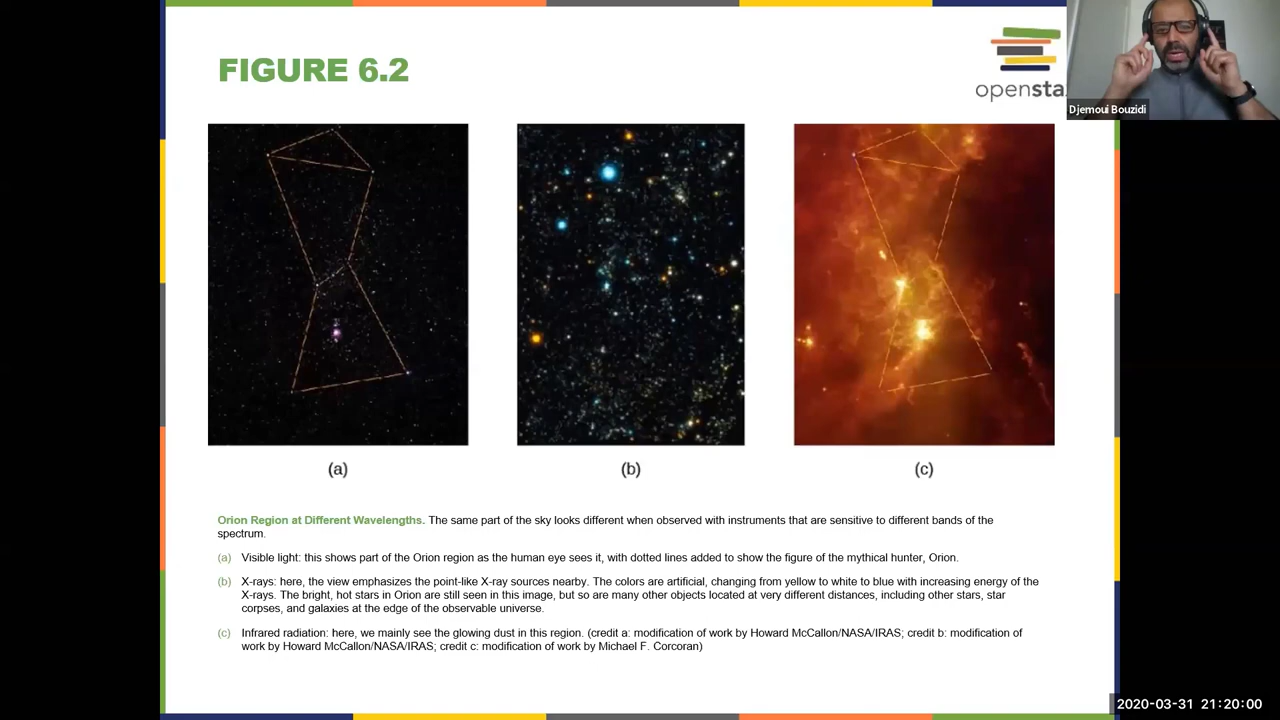 FIGURE 6.2
opensta
Djemoui Bouzidi
(a)
(b)
(c)
Orion Region at Different Wavelengths. The same part of the sky looks different when observed with instruments that are sensitive to different bands of the
spectrum.
(a) Visible light: this shows part of the Orion region as the human eye sees it, with dotted lines added to show the figure of the mythical hunter, Orion.
(b) X-rays: here, the view emphasizes the point-like X-ray sources nearby. The colors are artificial, changing from yellow to white to blue with increasing energy of the
X-rays. The bright, hot stars in Orion are still seen in this image, but so are many other objects located at very different distances, including other stars, star
corpses, and galaxies at the edge of the observable universe.
(c) Infrared radiation: here, we mainly see the glowing dust in this region. (credit a: modification of work by Howard McCallon/NASA/IRAS; credit b: modification of
work by Howard McCallon/NASA/IRAS; credit c: modification of work by Michael F. Corcoran)
2020-03-31 21:20:00